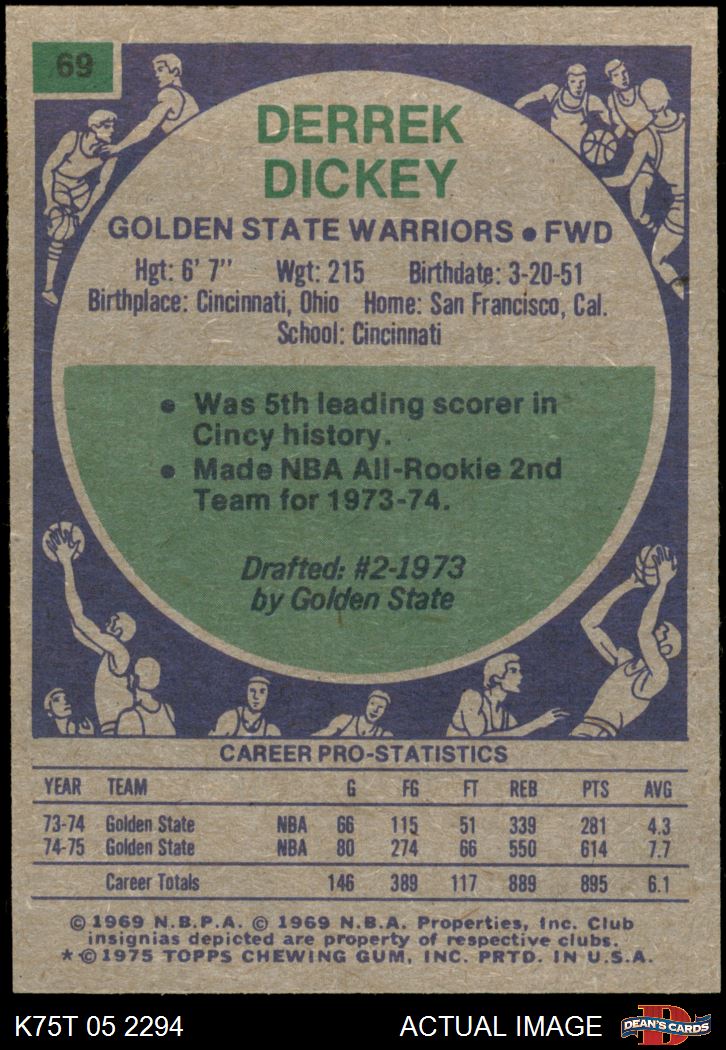 69
DERREK
DICKEY
GOLDEN STATE WARRIORS • FWD
Hgt: 6' 7" Wgt: 215 Birthdate: 3-20-51
Birthplace: Cincinnati, Ohio Home: San Francisco, Cal.
School: Cincinnati
• Was 5th leading scorer in
Cincy history.
• Made NBA All-Rookie 2nd
Team for 1973-74.
Drafted: #2-1973
by Golden State
CAREER PRO-STATISTICS
YEAR TEAM G FG FT REB PTS AVG
73-74 Golden State NBA 66 115 51 339 281 4.3
74-75 Golden State NBA 80 274 66 550 614 7.7
Career Totals 146 389 117 889 895 6.1
© 1969 N.B.P.A. © 1969 N.B.A. Properties, Inc. Club
insignias depicted are property of respective clubs.
* © 1975 TOPPS CHEWING GUM, INC. PRTD. IN U.S.A.
K75T 05 2294 ACTUAL IMAGE D DEAN'S CARDS